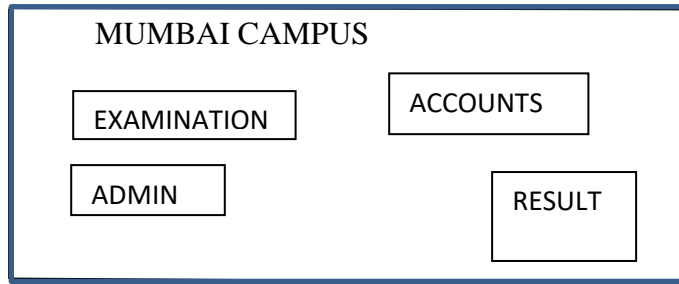 MUMBAI CAMPUS
EXAMINATION
ACCOUNTS
ADMIN
RESULT